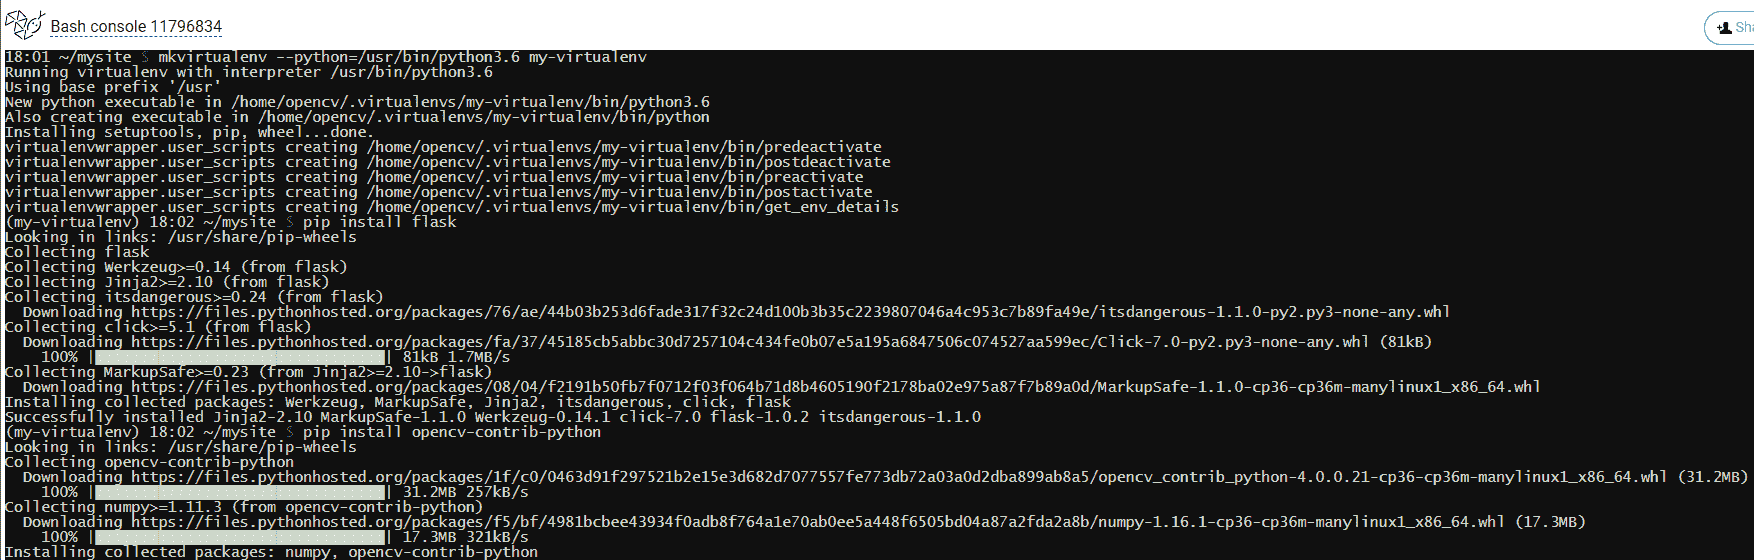 Bash console 11796834
Sha
18:01 ~/mysite $ mkvirtualenv --python=/usr/bin/python3.6 my-virtualenv
Running virtualenv with interpreter /usr/bin/python3.6
Using base prefix '/usr'
New python executable in /home/opencv/.virtualenvs/my-virtualenv/bin/python3.6
Also creating executable in /home/opencv/.virtualenvs/my-virtualenv/bin/python
Installing setuptools, pip, wheel...done.
virtualenvwrapper.user_scripts creating /home/opencv/.virtualenvs/my-virtualenv/bin/predeactivate
virtualenvwrapper.user_scripts creating /home/opencv/.virtualenvs/my-virtualenv/bin/postdeactivate
virtualenvwrapper.user_scripts creating /home/opencv/.virtualenvs/my-virtualenv/bin/preactivate
virtualenvwrapper.user_scripts creating /home/opencv/.virtualenvs/my-virtualenv/bin/postactivate
virtualenvwrapper.user_scripts creating /home/opencv/.virtualenvs/my-virtualenv/bin/get_env_details
(my-virtualenv) 18:02 ~/mysite $ pip install flask
Looking in links: /usr/share/pip-wheels
Collecting flask
Collecting Werkzeug>=0.14 (from flask)
Collecting Jinja2>=2.10 (from flask)
Collecting itsdangerous>=0.24 (from flask)
Downloading https://files.pythonhosted.org/packages/76/ae/44b03b253d6fade317f32c24d100b3b35c2239807046a4c953c7b89fa49e/itsdangerous-1.1.0-py2.py3-none-any.whl
Collecting click>=5.1 (from flask)
Downloading https://files.pythonhosted.org/packages/fa/37/45185cb5abbc30d7257104c434fe0b07e5a195a6847506c074527aa599ec/Click-7.0-py2.py3-none-any.whl (81kB)
100% |████████████████████████████████| 81kB 1.7MB/s
Collecting MarkupSafe>=0.23 (from Jinja2>=2.10->flask)
Downloading https://files.pythonhosted.org/packages/08/04/f2191b50fb7f0712f03f064b71d8b4605190f2178ba02e975a87f7b89a0d/MarkupSafe-1.1.0-cp36-cp36m-manylinux1_x86_64.whl
Installing collected packages: Werkzeug, MarkupSafe, Jinja2, itsdangerous, click, flask
Successfully installed Jinja2-2.10 MarkupSafe-1.1.0 Werkzeug-0.14.1 click-7.0 flask-1.0.2 itsdangerous-1.1.0
(my-virtualenv) 18:02 ~/mysite $ pip install opencv-contrib-python
Looking in links: /usr/share/pip-wheels
Collecting opencv-contrib-python
Downloading https://files.pythonhosted.org/packages/1f/c0/0463d91f297521b2e15e3d682d7077557fe773db72a03a0d2dba899ab8a5/opencv_contrib_python-4.0.0.21-cp36-cp36m-manylinux1_x86_64.whl (31.2MB)
100% |████████████████████████████████| 31.2MB 257kB/s
Collecting numpy>=1.11.3 (from opencv-contrib-python)
Downloading https://files.pythonhosted.org/packages/f5/bf/4981bcbee43934f0adb8f764a1e70ab0ee5a448f6505bd04a87a2fda2a8b/numpy-1.16.1-cp36-cp36m-manylinux1_x86_64.whl (17.3MB)
100% |████████████████████████████████| 17.3MB 321kB/s
Installing collected packages: numpy, opencv-contrib-python